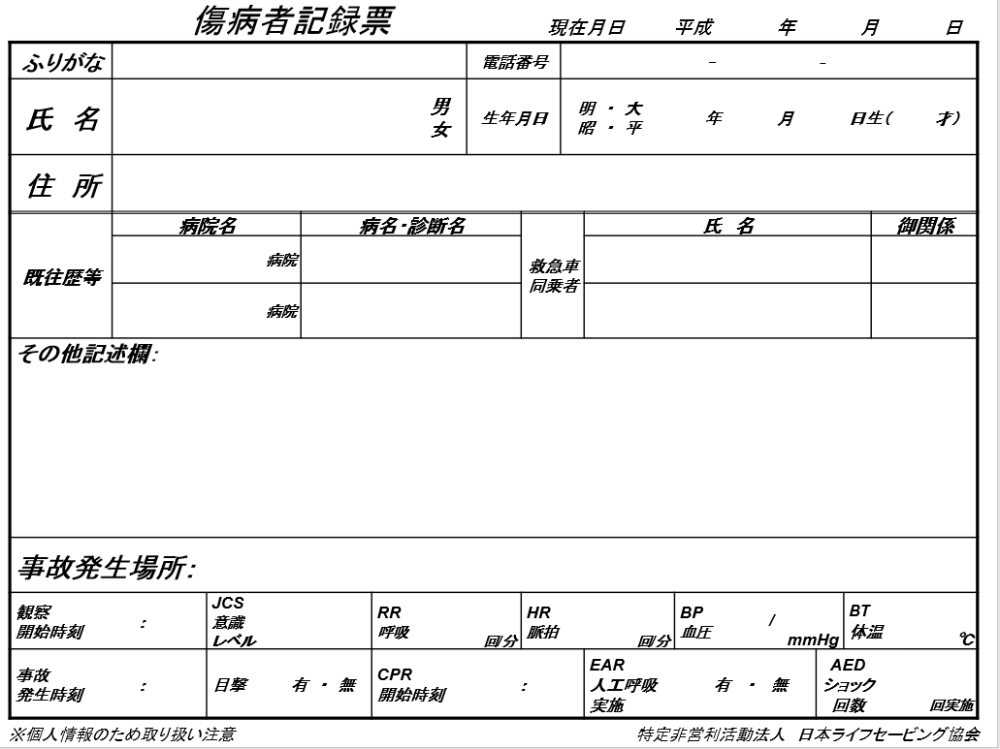 傷病者記録票 現在月日 平成 年 月 日
ふりがな 電話番号 - -
氏 名 男 女 生年月日 明 ・ 大 昭 ・ 平 年 月 日生( 才)
住 所
既往歴等 病院名 病名・診断名 救急車同乗者 氏 名 御関係
病院
病院
その他記述欄:
事故発生場所:
観察
開始時刻 :
JCS
意識
レベル
RR
呼吸 回/分
HR
脈拍 回/分
BP
血圧 / mmHg
BT
体温 ℃
事故
発生時刻 :
目撃 有 ・ 無
CPR
開始時刻 :
EAR
人工呼吸 有 ・ 無
実施
AED
ショック
回数 回実施
※個人情報のため取り扱い注意 特定非営利活動法人 日本ライフセービング協会